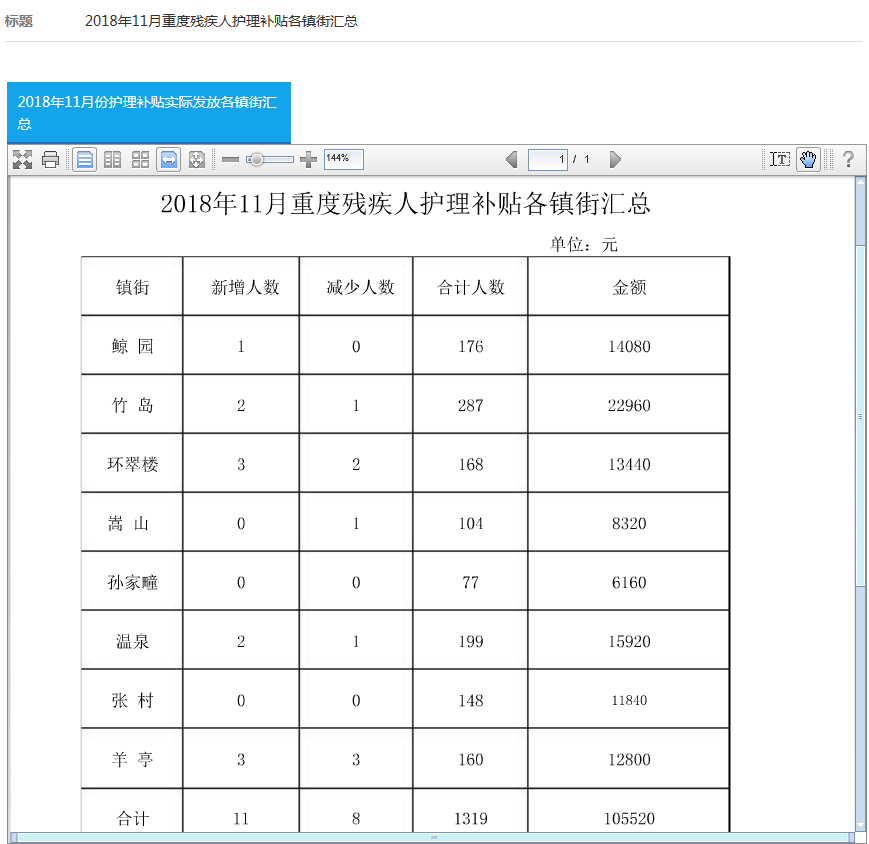 标题 2018年11月重度残疾人护理补贴各镇街汇总
2018年11月份护理补贴实际发放各镇街汇
总
144% 1 / 1 T ?
2018年11月重度残疾人护理补贴各镇街汇总
单位：元
镇街 新增人数 减少人数 合计人数 金额
鲸 园 1 0 176 14080
竹 岛 2 1 287 22960
环翠楼 3 2 168 13440
嵩 山 0 1 104 8320
孙家疃 0 0 77 6160
温泉 2 1 199 15920
张 村 0 0 148 11840
羊 亭 3 3 160 12800
合计 11 8 1319 105520